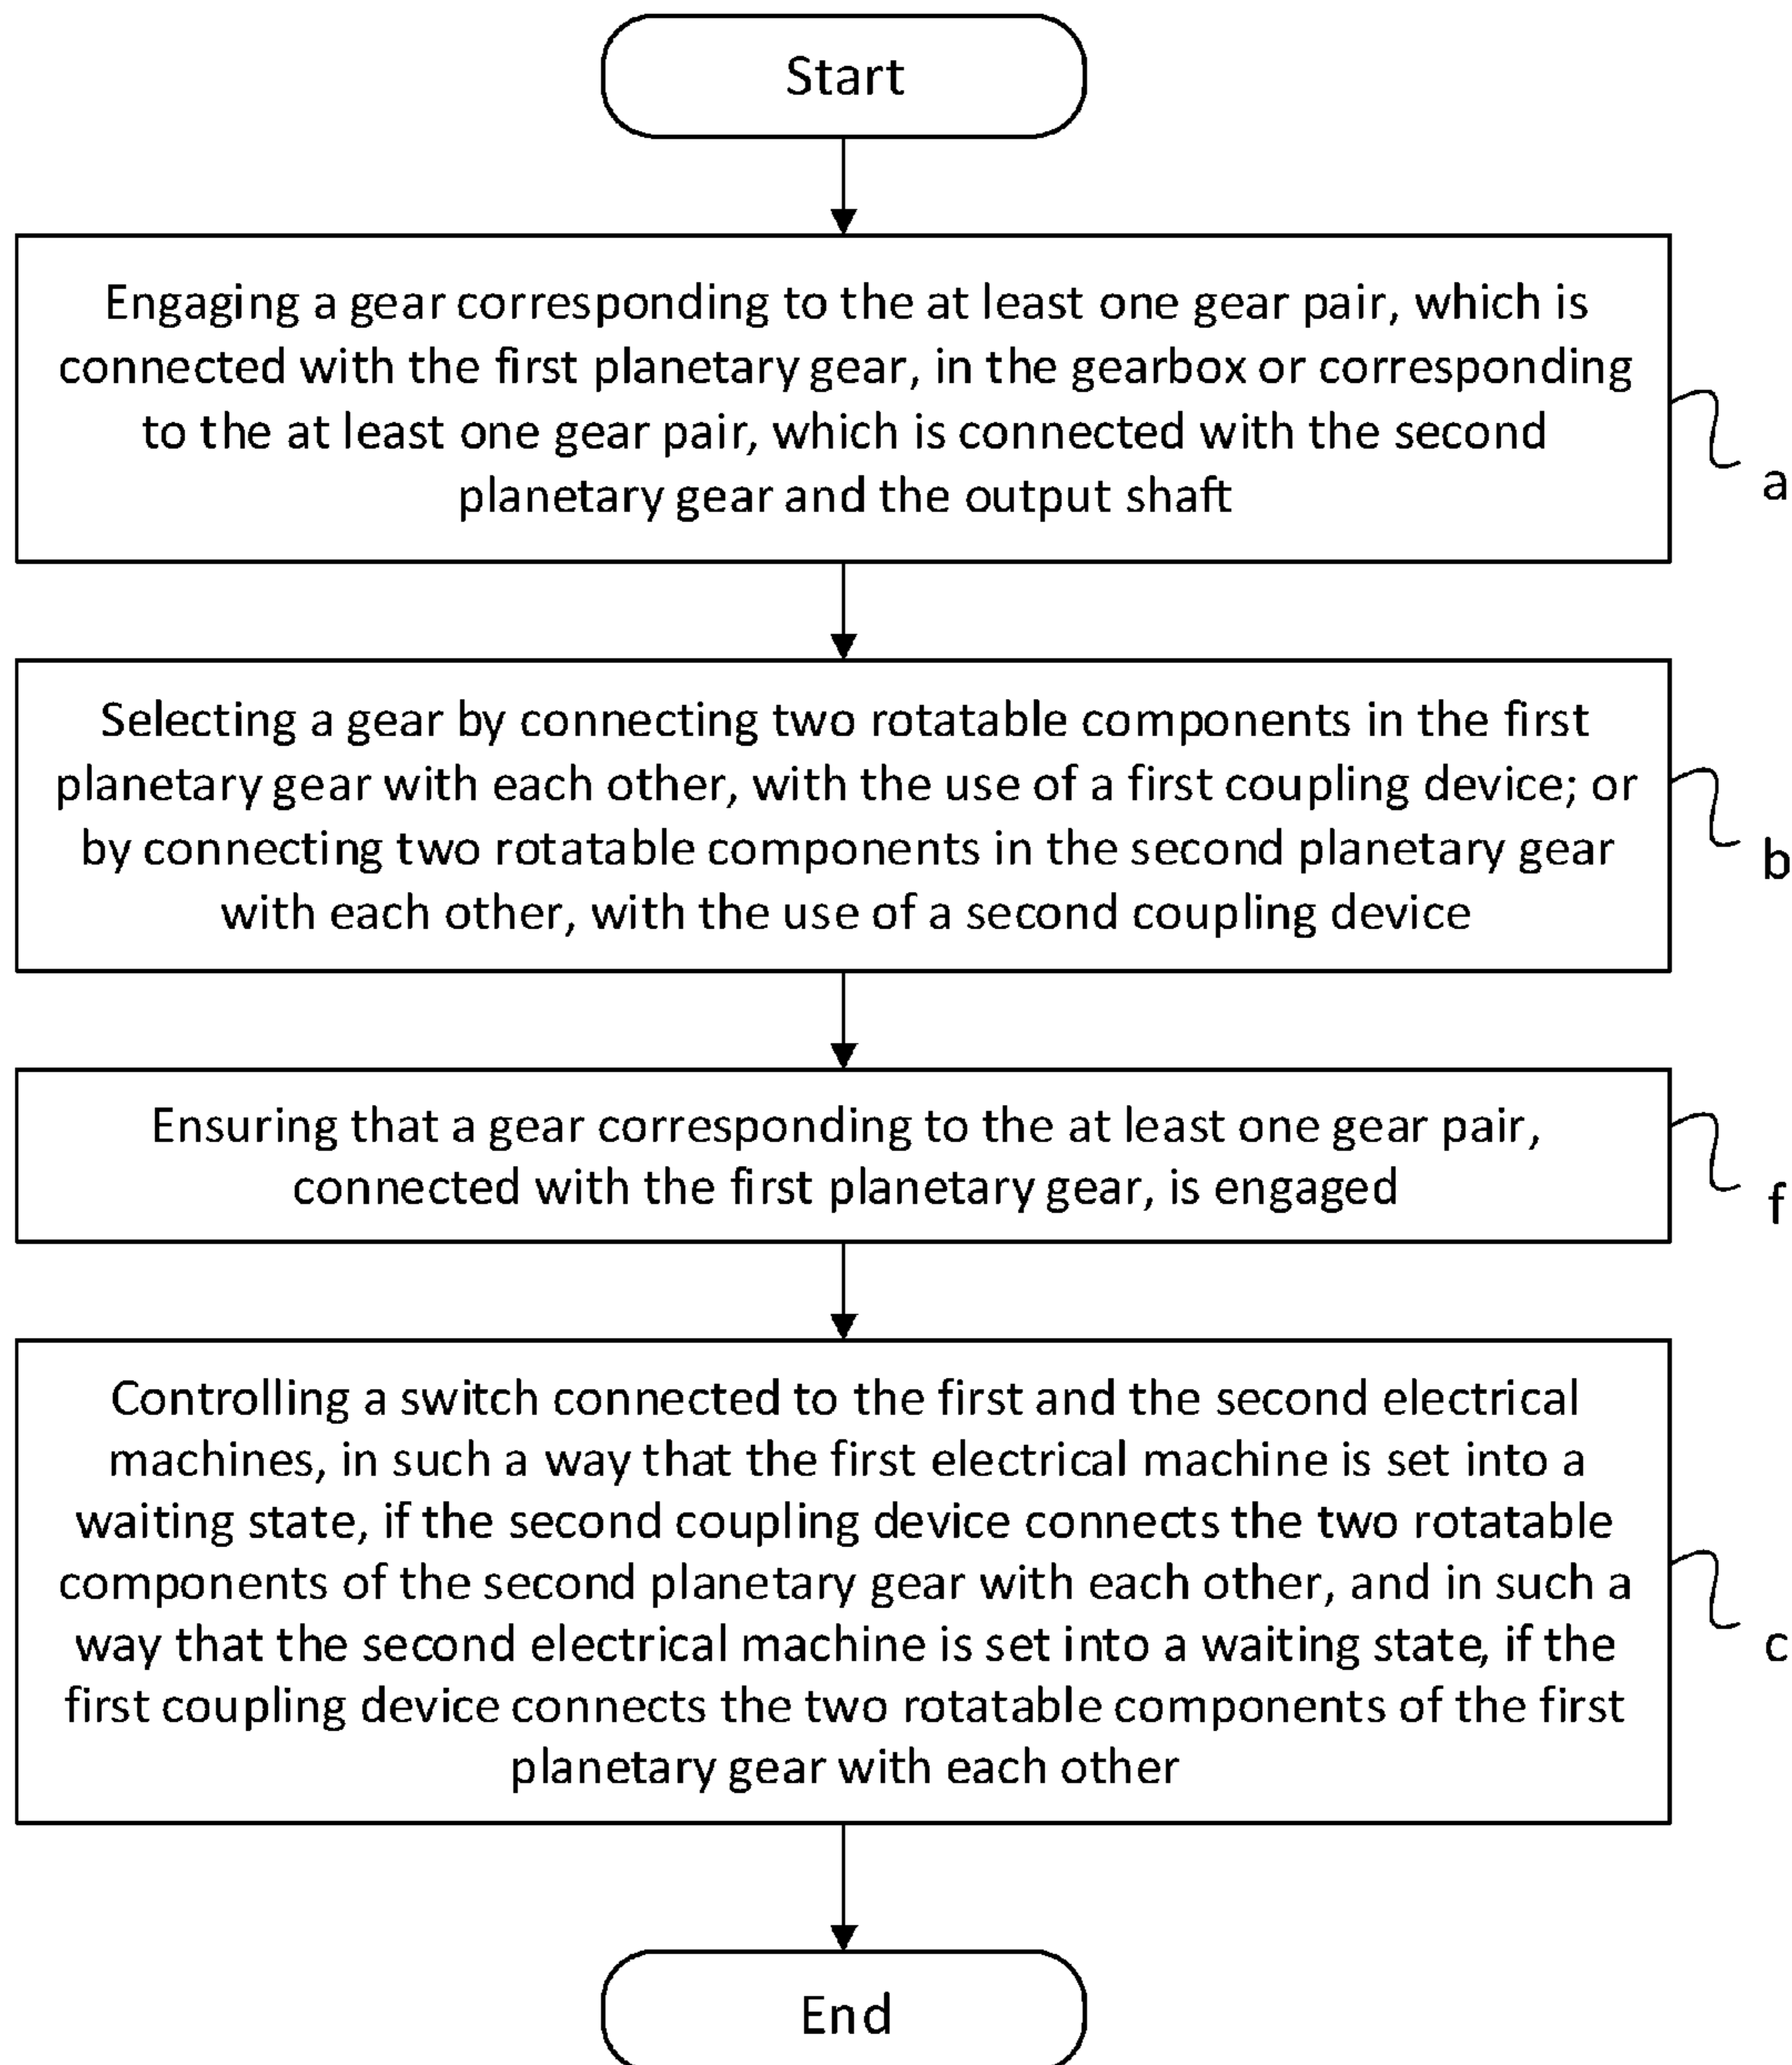 Start
Engaging a gear corresponding to the at least one gear pair, which is
connected with the first planetary gear, in the gearbox or corresponding
to the at least one gear pair, which is connected with the second
planetary gear and the output shaft
a
Selecting a gear by connecting two rotatable components in the first
planetary gear with each other, with the use of a first coupling device; or
by connecting two rotatable components in the second planetary gear
with each other, with the use of a second coupling device
b
Ensuring that a gear corresponding to the at least one gear pair,
connected with the first planetary gear, is engaged
f
Controlling a switch connected to the first and the second electrical
machines, in such a way that the first electrical machine is set into a
waiting state, if the second coupling device connects the two rotatable
components of the second planetary gear with each other, and in such a
way that the second electrical machine is set into a waiting state, if the
first coupling device connects the two rotatable components of the first
planetary gear with each other
c
End